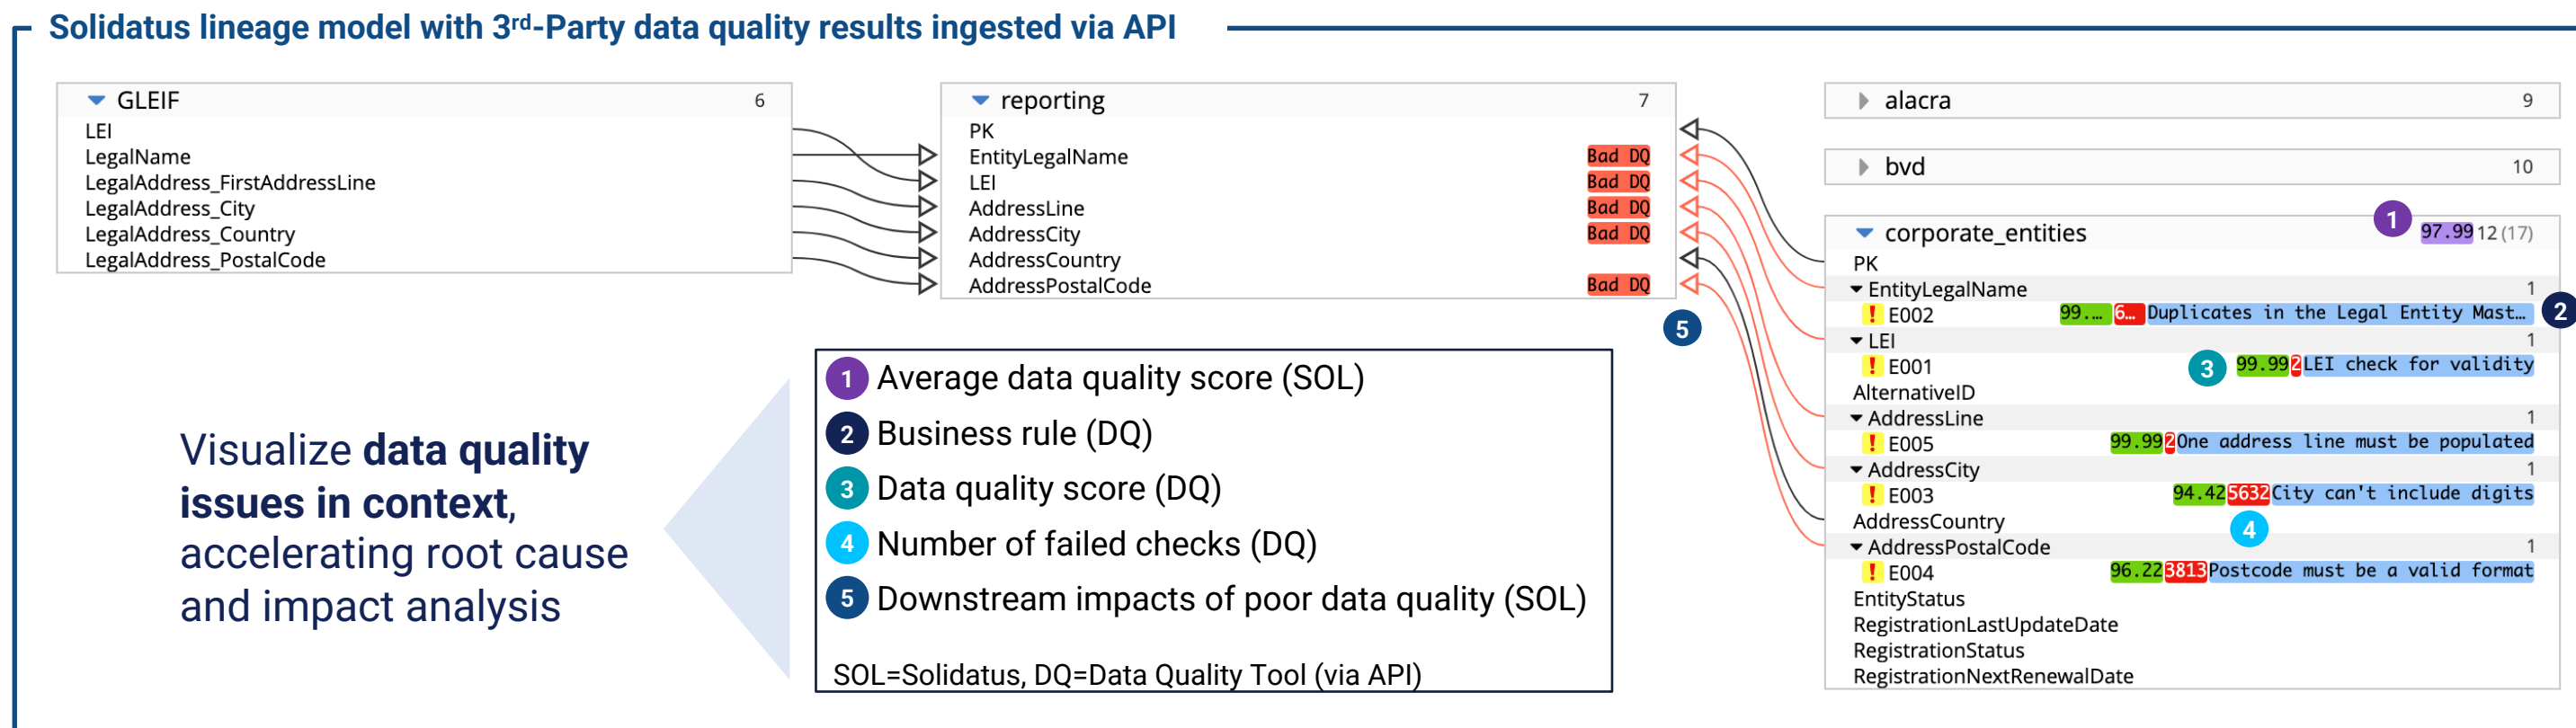 Solidatus lineage model with 3rd-Party data quality results ingested via API
GLEIF 6
LEI
LegalName
LegalAddress_FirstAddressLine
LegalAddress_City
LegalAddress_Country
LegalAddress_PostalCode
reporting 7
PK
EntityLegalName Bad DQ
LEI Bad DQ
AddressLine Bad DQ
AddressCity Bad DQ
AddressCountry
AddressPostalCode Bad DQ
5
alacra 9
bvd 10
1
corporate_entities 97.99 12 (17)
PK
EntityLegalName 1
! E002 99.... 6... Duplicates in the Legal Entity Mast... 2
LEI 1
! E001 3 99.99 2 LEI check for validity
AlternativeID
AddressLine 1
! E005 99.99 2 One address line must be populated
AddressCity 1
! E003 94.42 5632 City can't include digits
AddressCountry 4
AddressPostalCode 1
! E004 96.22 3813 Postcode must be a valid format
EntityStatus
RegistrationLastUpdateDate
RegistrationStatus
RegistrationNextRenewalDate
Visualize data quality
issues in context,
accelerating root cause
and impact analysis
1 Average data quality score (SOL)
2 Business rule (DQ)
3 Data quality score (DQ)
4 Number of failed checks (DQ)
5 Downstream impacts of poor data quality (SOL)
SOL=Solidatus, DQ=Data Quality Tool (via API)